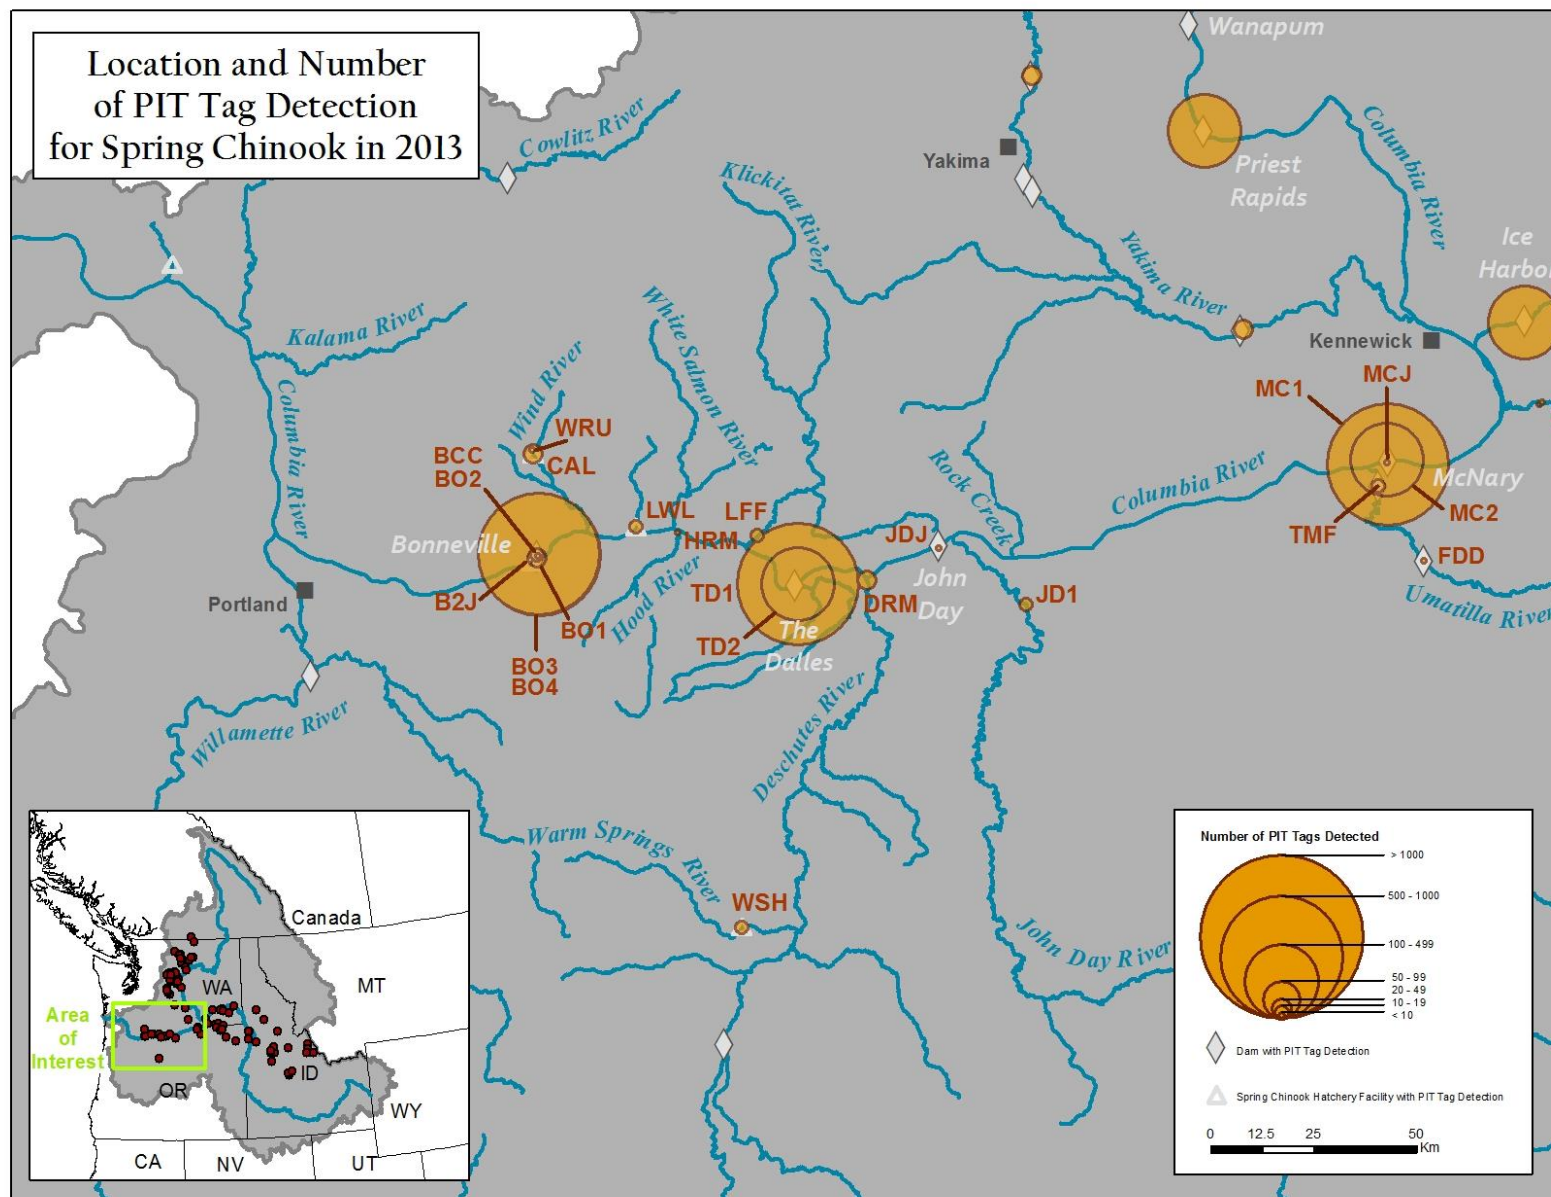 Location and Number
of PIT Tag Detection
for Spring Chinook in 2013
Wanapum
Cowlitz River
Columbia River
Yakima
Klickitat River
Priest
Rapids
Ice
Harbor
Yakima River
White Salmon River
Kalama River
Kennewick
MCJ
MC1
Wind River
Columbia River
WRU
BCC
CAL
BO2
Rock Creek
Columbia River
McNary
LWL
LFF
MC2
HRM
JDJ
TMF
Bonneville
FDD
John
Day
TD1
Portland
B2J
DRM
JD1
Umatilla River
Hood River
BO1
The
Dalles
TD2
BO3
BO4
Willamette River
Deschutes River
Warm Springs River
WSH
John Day River
Canada
WA
MT
Area
of
Interest
OR
ID
WY
CA
NV
UT
Number of PIT Tags Detected
> 1000
500 - 1000
100 - 499
50 - 99
20 - 49
10 - 19
< 10
Dam with PIT Tag Detection
Spring Chinook Hatchery Facility with PIT Tag Detection
0 12.5 25 50
Km